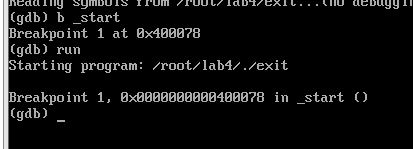 Reading symbols from /root/lab4/exit...(no debuggin
(gdb) b _start
Breakpoint 1 at 0x400078
(gdb) run
Starting program: /root/lab4/./exit
Breakpoint 1, 0x0000000000400078 in _start ()
(gdb) _